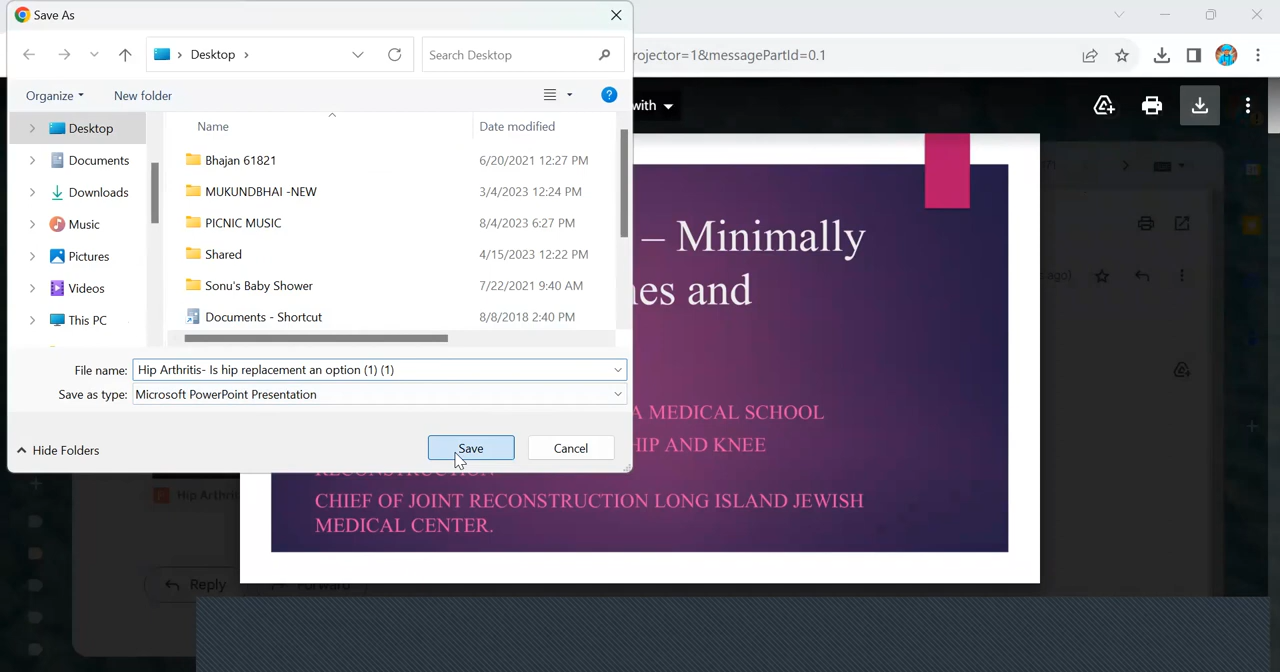 Save As
rojector=1&messagePartId=0.1
Desktop
Search Desktop
Organize
New folder
with
Name
Date modified
Desktop
Documents
Downloads
Music
Pictures
Videos
This PC
Bhajan 61821
6/20/2021 12:27 PM
MUKUNDBHAI -NEW
3/4/2023 12:24 PM
PICNIC MUSIC
8/4/2023 6:27 PM
Shared
4/15/2023 12:22 PM
Sonu's Baby Shower
7/22/2021 9:40 AM
Documents - Shortcut
8/8/2018 2:40 PM
File name: Hip Arthritis- Is hip replacement an option (1) (1)
Save as type: Microsoft PowerPoint Presentation
Hide Folders
Save
Cancel
– Minimally
es and
A MEDICAL SCHOOL
HIP AND KNEE
RECONSTRUCTION
CHIEF OF JOINT RECONSTRUCTION LONG ISLAND JEWISH
MEDICAL CENTER.
ago)
Hip Arthri
Reply
Forward